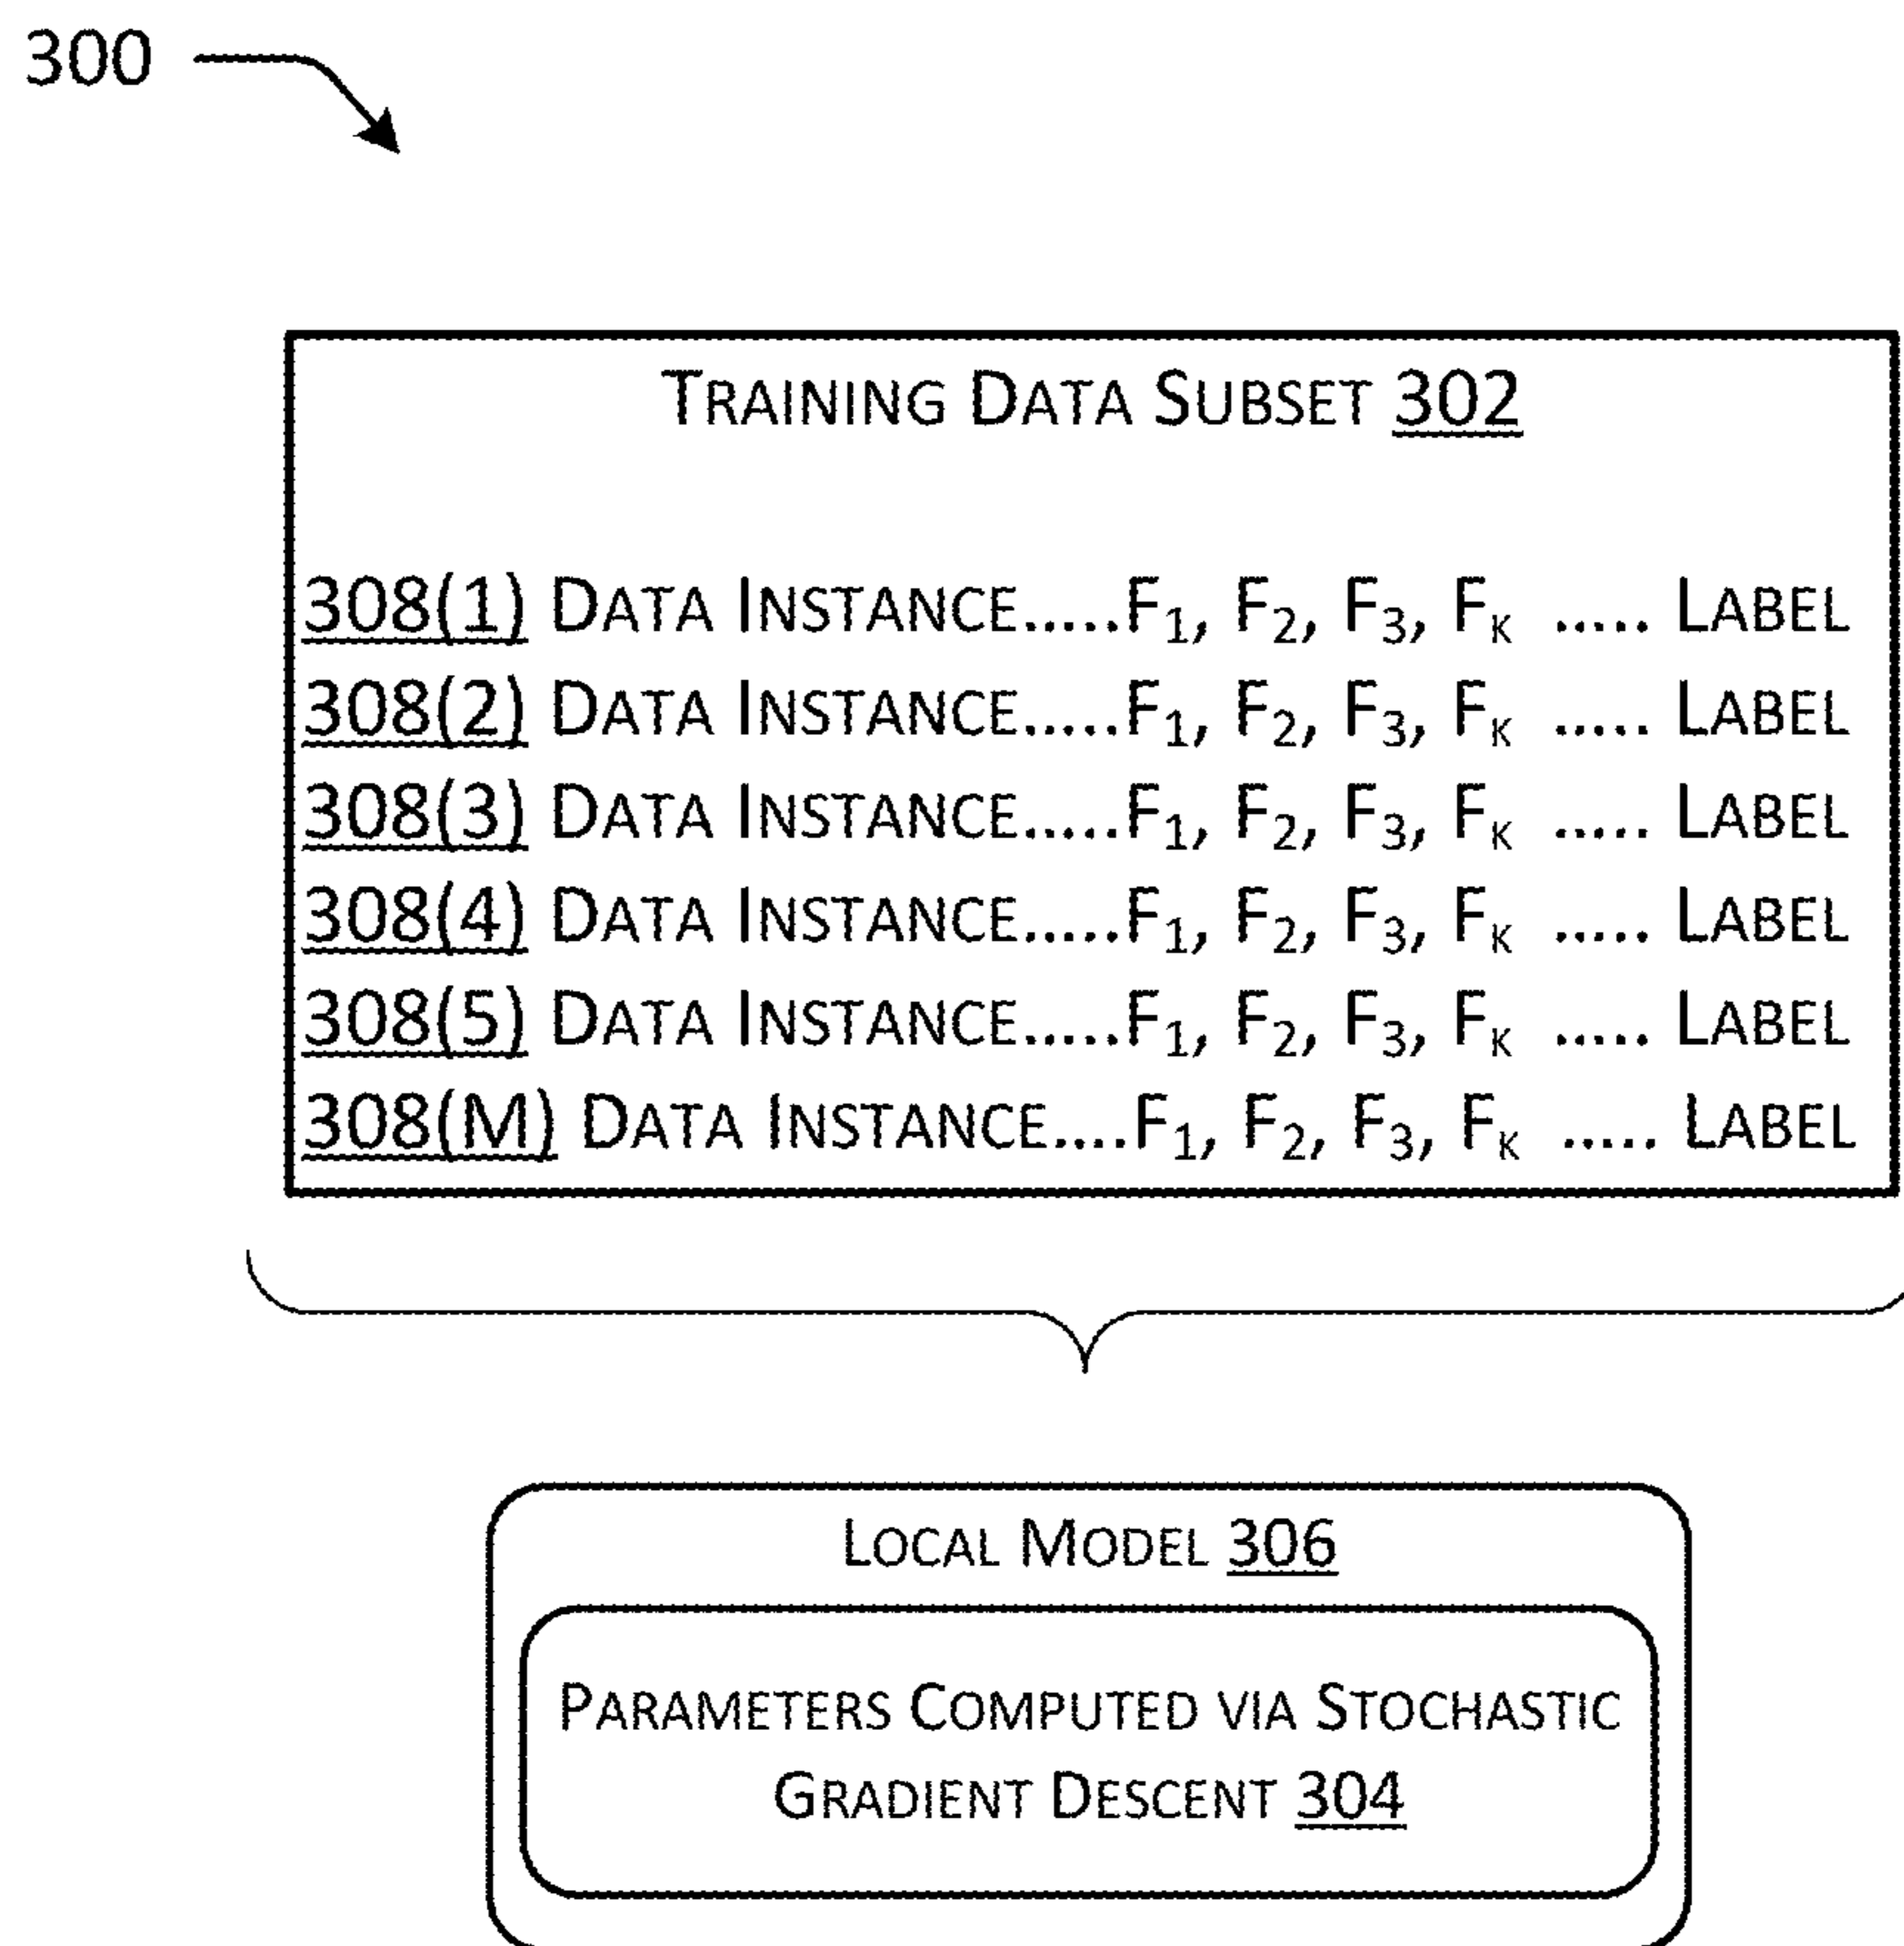 300
TRAINING DATA SUBSET 302
308(1) DATA INSTANCE.....F₁, F₂, F₃, Fₖ ..... LABEL
308(2) DATA INSTANCE.....F₁, F₂, F₃, Fₖ ..... LABEL
308(3) DATA INSTANCE.....F₁, F₂, F₃, Fₖ ..... LABEL
308(4) DATA INSTANCE.....F₁, F₂, F₃, Fₖ ..... LABEL
308(5) DATA INSTANCE.....F₁, F₂, F₃, Fₖ ..... LABEL
308(M) DATA INSTANCE....F₁, F₂, F₃, Fₖ ..... LABEL
LOCAL MODEL 306
PARAMETERS COMPUTED VIA STOCHASTIC
GRADIENT DESCENT 304